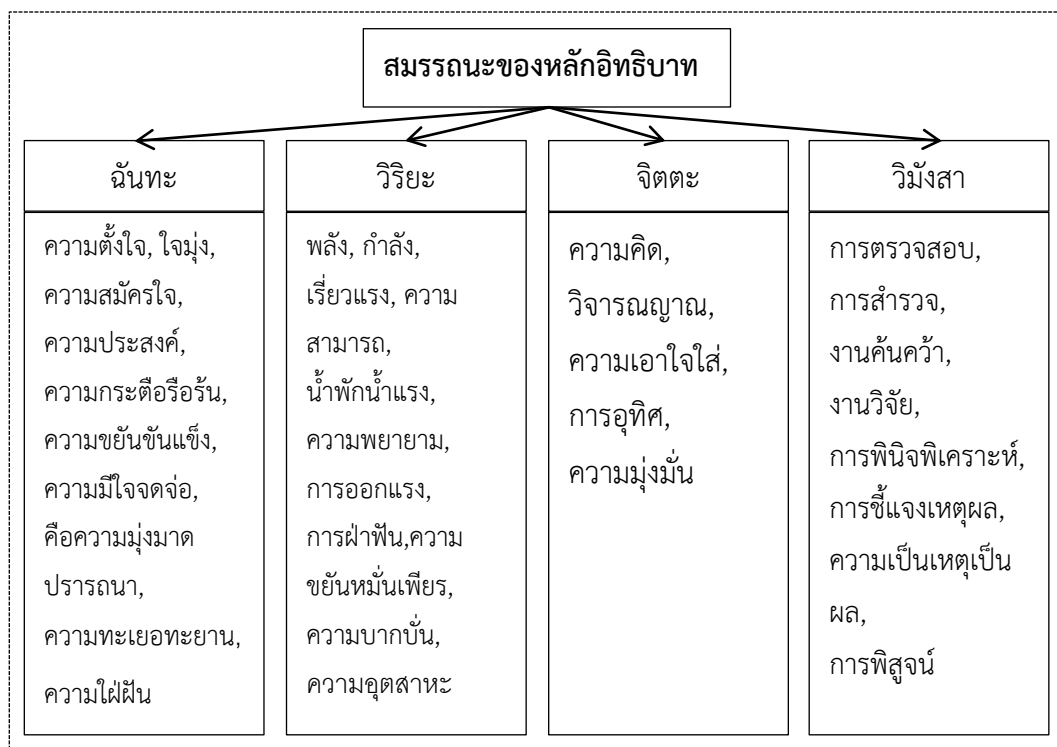 สมรรถนะของหลักอิทธิบาท
ฉันทะ
ความตั้งใจ, ใจมุ่ง,
ความสมัครใจ,
ความประสงค์,
ความกระตือรือร้น,
ความขยันขันแข็ง,
ความมีใจจดจ่อ,
คือความมุ่งมาด
ปรารถนา,
ความทะเยอทะยาน,
ความใฝ่ฝัน
วิริยะ
พลัง, กำลัง,
เรี่ยวแรง, ความ
สามารถ,
น้ำพักน้ำแรง,
ความพยายาม,
การออกแรง,
การฝ่าฟัน,ความ
ขยันหมั่นเพียร,
ความบากบั่น,
ความอุตสาหะ
จิตตะ
ความคิด,
วิจารณญาณ,
ความเอาใจใส่,
การอุทิศ,
ความมุ่งมั่น
วิมังสา
การตรวจสอบ,
การสำรวจ,
งานค้นคว้า,
งานวิจัย,
การพินิจพิเคราะห์,
การชี้แจงเหตุผล,
ความเป็นเหตุเป็น
ผล,
การพิสูจน์